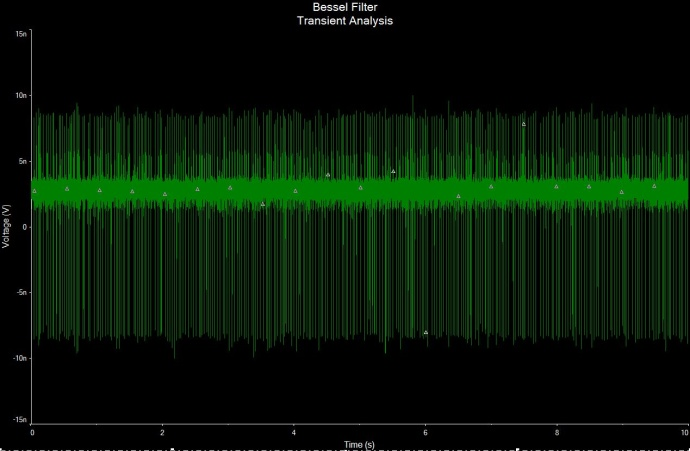 Bessel Filter
Transient Analysis
15n
10n
5n
0
-5n
-10n
-15n
Voltage (V)
0
2
4
6
8
10
Time (s)